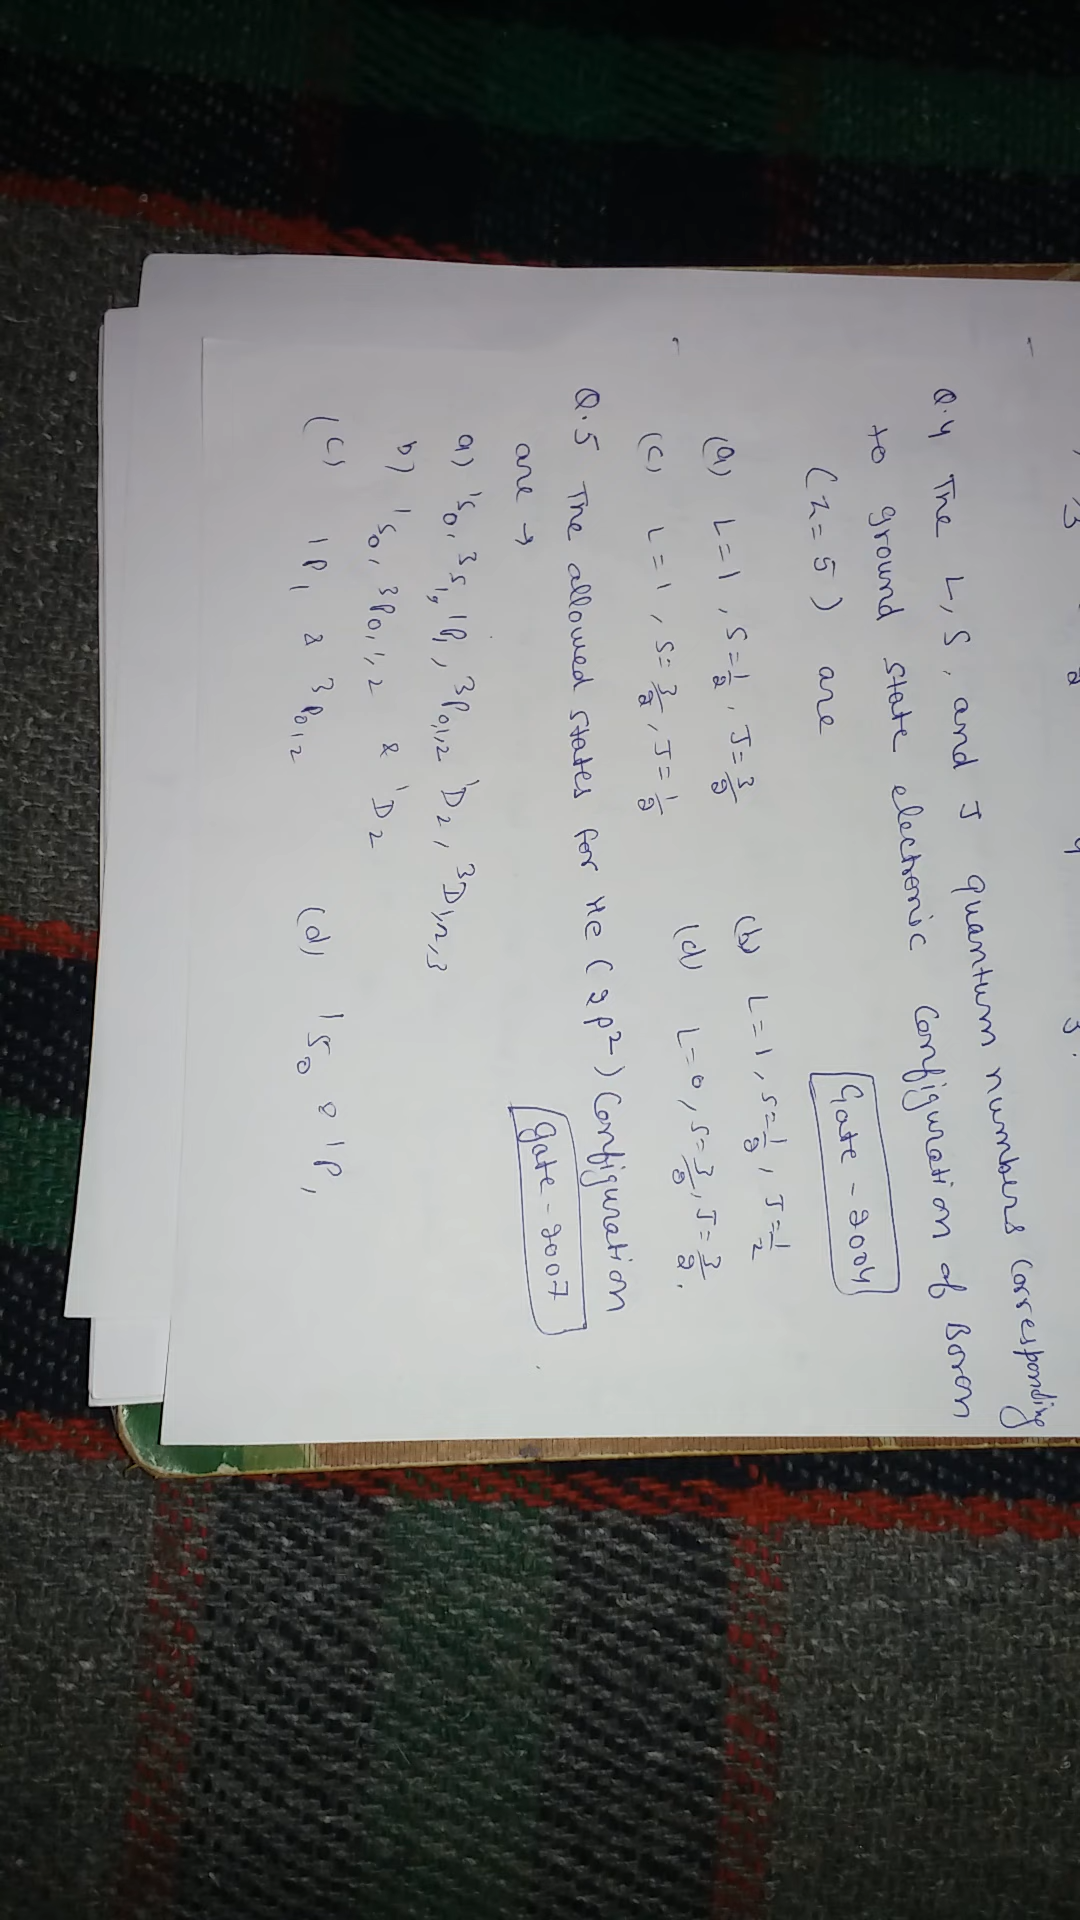 Q.4 The L, S, and J quantum numbers corresponding
to ground state electronic configuration of Boron
(Z = 5) are
Gate - 2004
(a) L = 1, S = 1/2, J = 3/2 (b) L = 1, S = 1/2, J = 1/2
(c) L = 1, S = 3/2, J = 1/2 (d) L = 0, S = 3/2, J = 3/2.
Q.5 The allowed states for He (2p²) configuration
are →
gate - 2007
a) ¹S₀, ³S₁, ¹P₁, ³P₀,₁,₂ ¹D₂, ³D₁,₂,₃
b) ¹S₀, ³P₀,₁,₂ & ¹D₂
(c) ¹P₁ & ³P₀,₁,₂ (d) ¹S₀ & ¹P₁